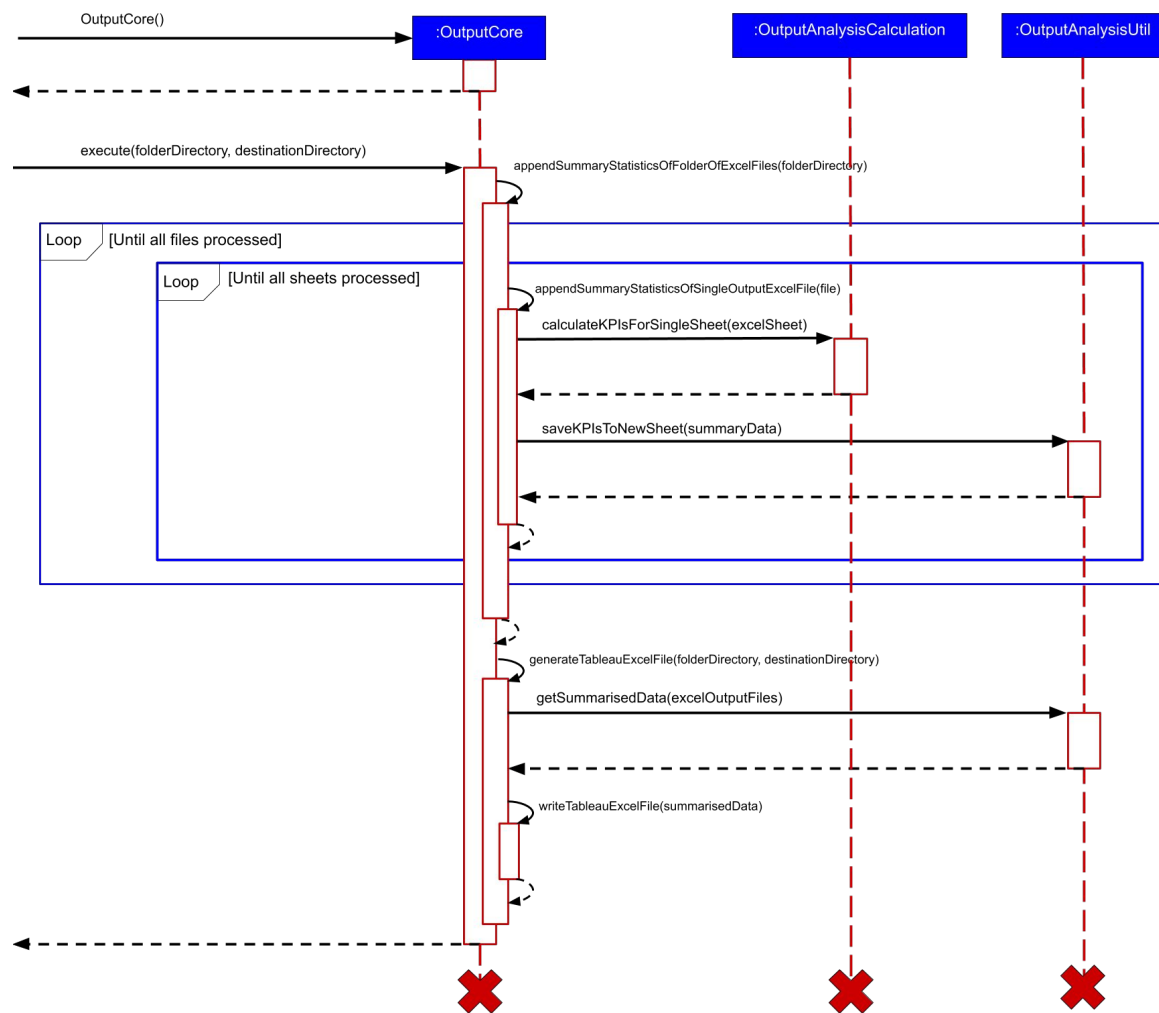 OutputCore()
:OutputCore
:OutputAnalysisCalculation
:OutputAnalysisUtil
execute(folderDirectory, destinationDirectory)
appendSummaryStatisticsOfFolderOfExcelFiles(folderDirectory)
Loop
[Until all files processed]
Loop
[Until all sheets processed]
appendSummaryStatisticsOfSingleOutputExcelFile(file)
calculateKPIsForSingleSheet(excelSheet)
saveKPIsToNewSheet(summaryData)
generateTableauExcelFile(folderDirectory, destinationDirectory)
getSummarisedData(excelOutputFiles)
writeTableauExcelFile(summarisedData)